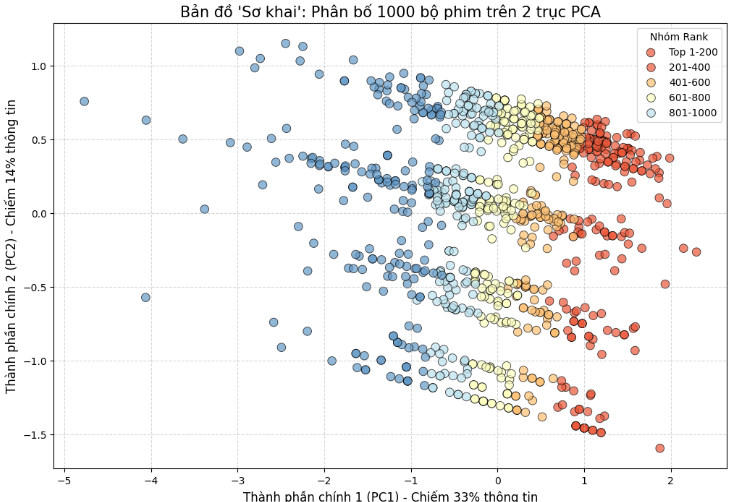 Bản đồ 'Sơ khai': Phân bố 1000 bộ phim trên 2 trục PCA
Nhóm Rank
Top 1-200
201-400
401-600
601-800
801-1000
Thành phần chính 2 (PC2) - Chiếm 14% thông tin
1.0
0.5
0.0
−0.5
−1.0
−1.5
−5 −4 −3 −2 −1 0 1 2
Thành phần chính 1 (PC1) - Chiếm 33% thông tin